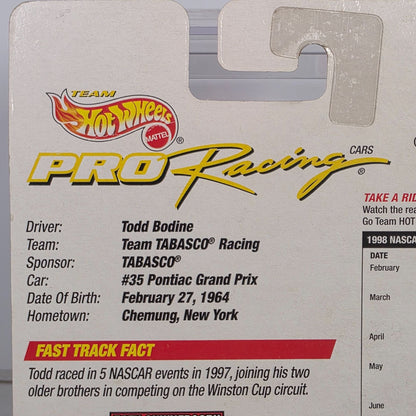 TEAM
Hot Wheels
MATTEL
®
PRO Racing ®
CARS
Driver: Todd Bodine
Team: Team TABASCO® Racing
Sponsor: TABASCO®
Car: #35 Pontiac Grand Prix
Date Of Birth: February 27, 1964
Hometown: Chemung, New York
FAST TRACK FACT
Todd raced in 5 NASCAR events in 1997, joining his two
older brothers in competing on the Winston Cup circuit.
TAKE A RID
Watch the rea
Go Team HOT
1998 NASCA
DATE
February
March
April
May
June